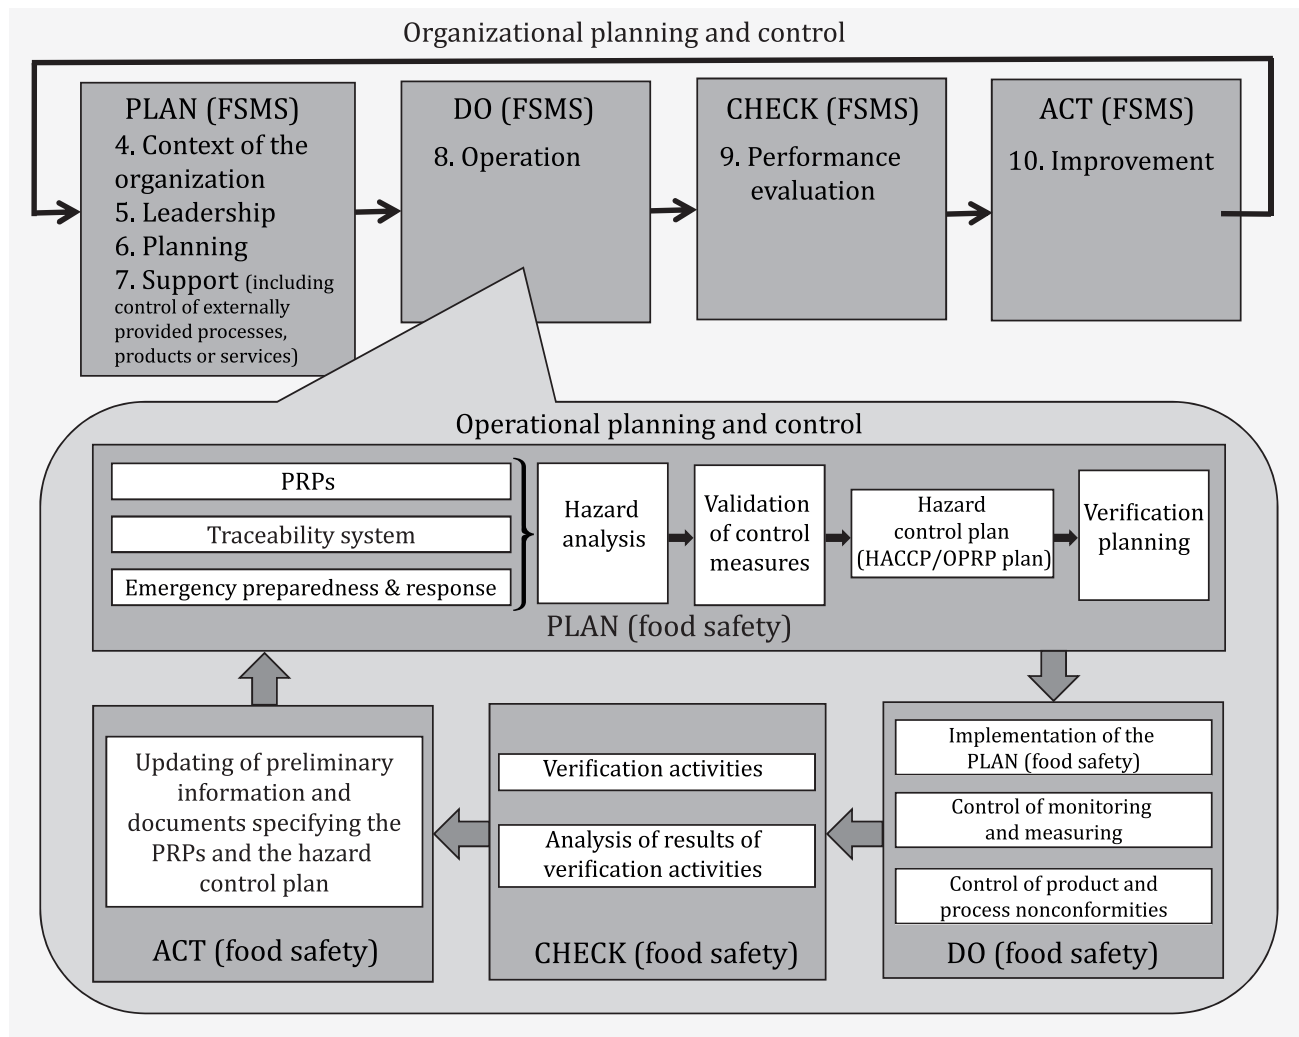 Organizational planning and control
PLAN (FSMS)
4. Context of the
organization
5. Leadership
6. Planning
7. Support (including
control of externally
provided processes,
products or services)
DO (FSMS)
8. Operation
CHECK (FSMS)
9. Performance
evaluation
ACT (FSMS)
10. Improvement
Operational planning and control
PRPs
Traceability system
Emergency preparedness & response
Hazard
analysis
Validation
of control
measures
Hazard
control plan
(HACCP/OPRP plan)
Verification
planning
PLAN (food safety)
Updating of preliminary
information and
documents specifying the
PRPs and the hazard
control plan
ACT (food safety)
Verification activities
Analysis of results of
verification activities
CHECK (food safety)
Implementation of the
PLAN (food safety)
Control of monitoring
and measuring
Control of product and
process nonconformities
DO (food safety)